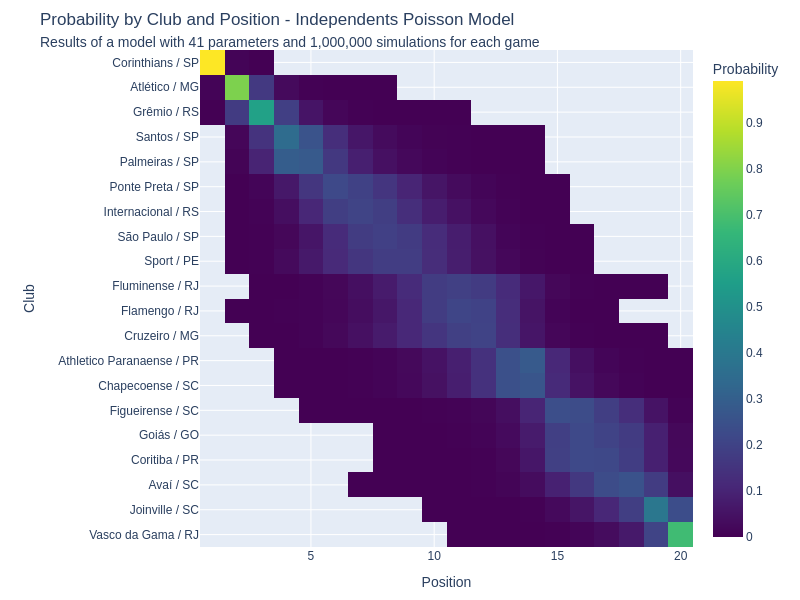 Probability by Club and Position - Independents Poisson Model
Results of a model with 41 parameters and 1,000,000 simulations for each game
Probability
Corinthians / SP
Atlético / MG
Grêmio / RS
Santos / SP
Palmeiras / SP
Ponte Preta / SP
Internacional / RS
São Paulo / SP
Sport / PE
Fluminense / RJ
Flamengo / RJ
Cruzeiro / MG
Athletico Paranaense / PR
Chapecoense / SC
Figueirense / SC
Goiás / GO
Coritiba / PR
Avaí / SC
Joinville / SC
Vasco da Gama / RJ
Club
5
10
15
20
Position
0.9
0.8
0.7
0.6
0.5
0.4
0.3
0.2
0.1
0